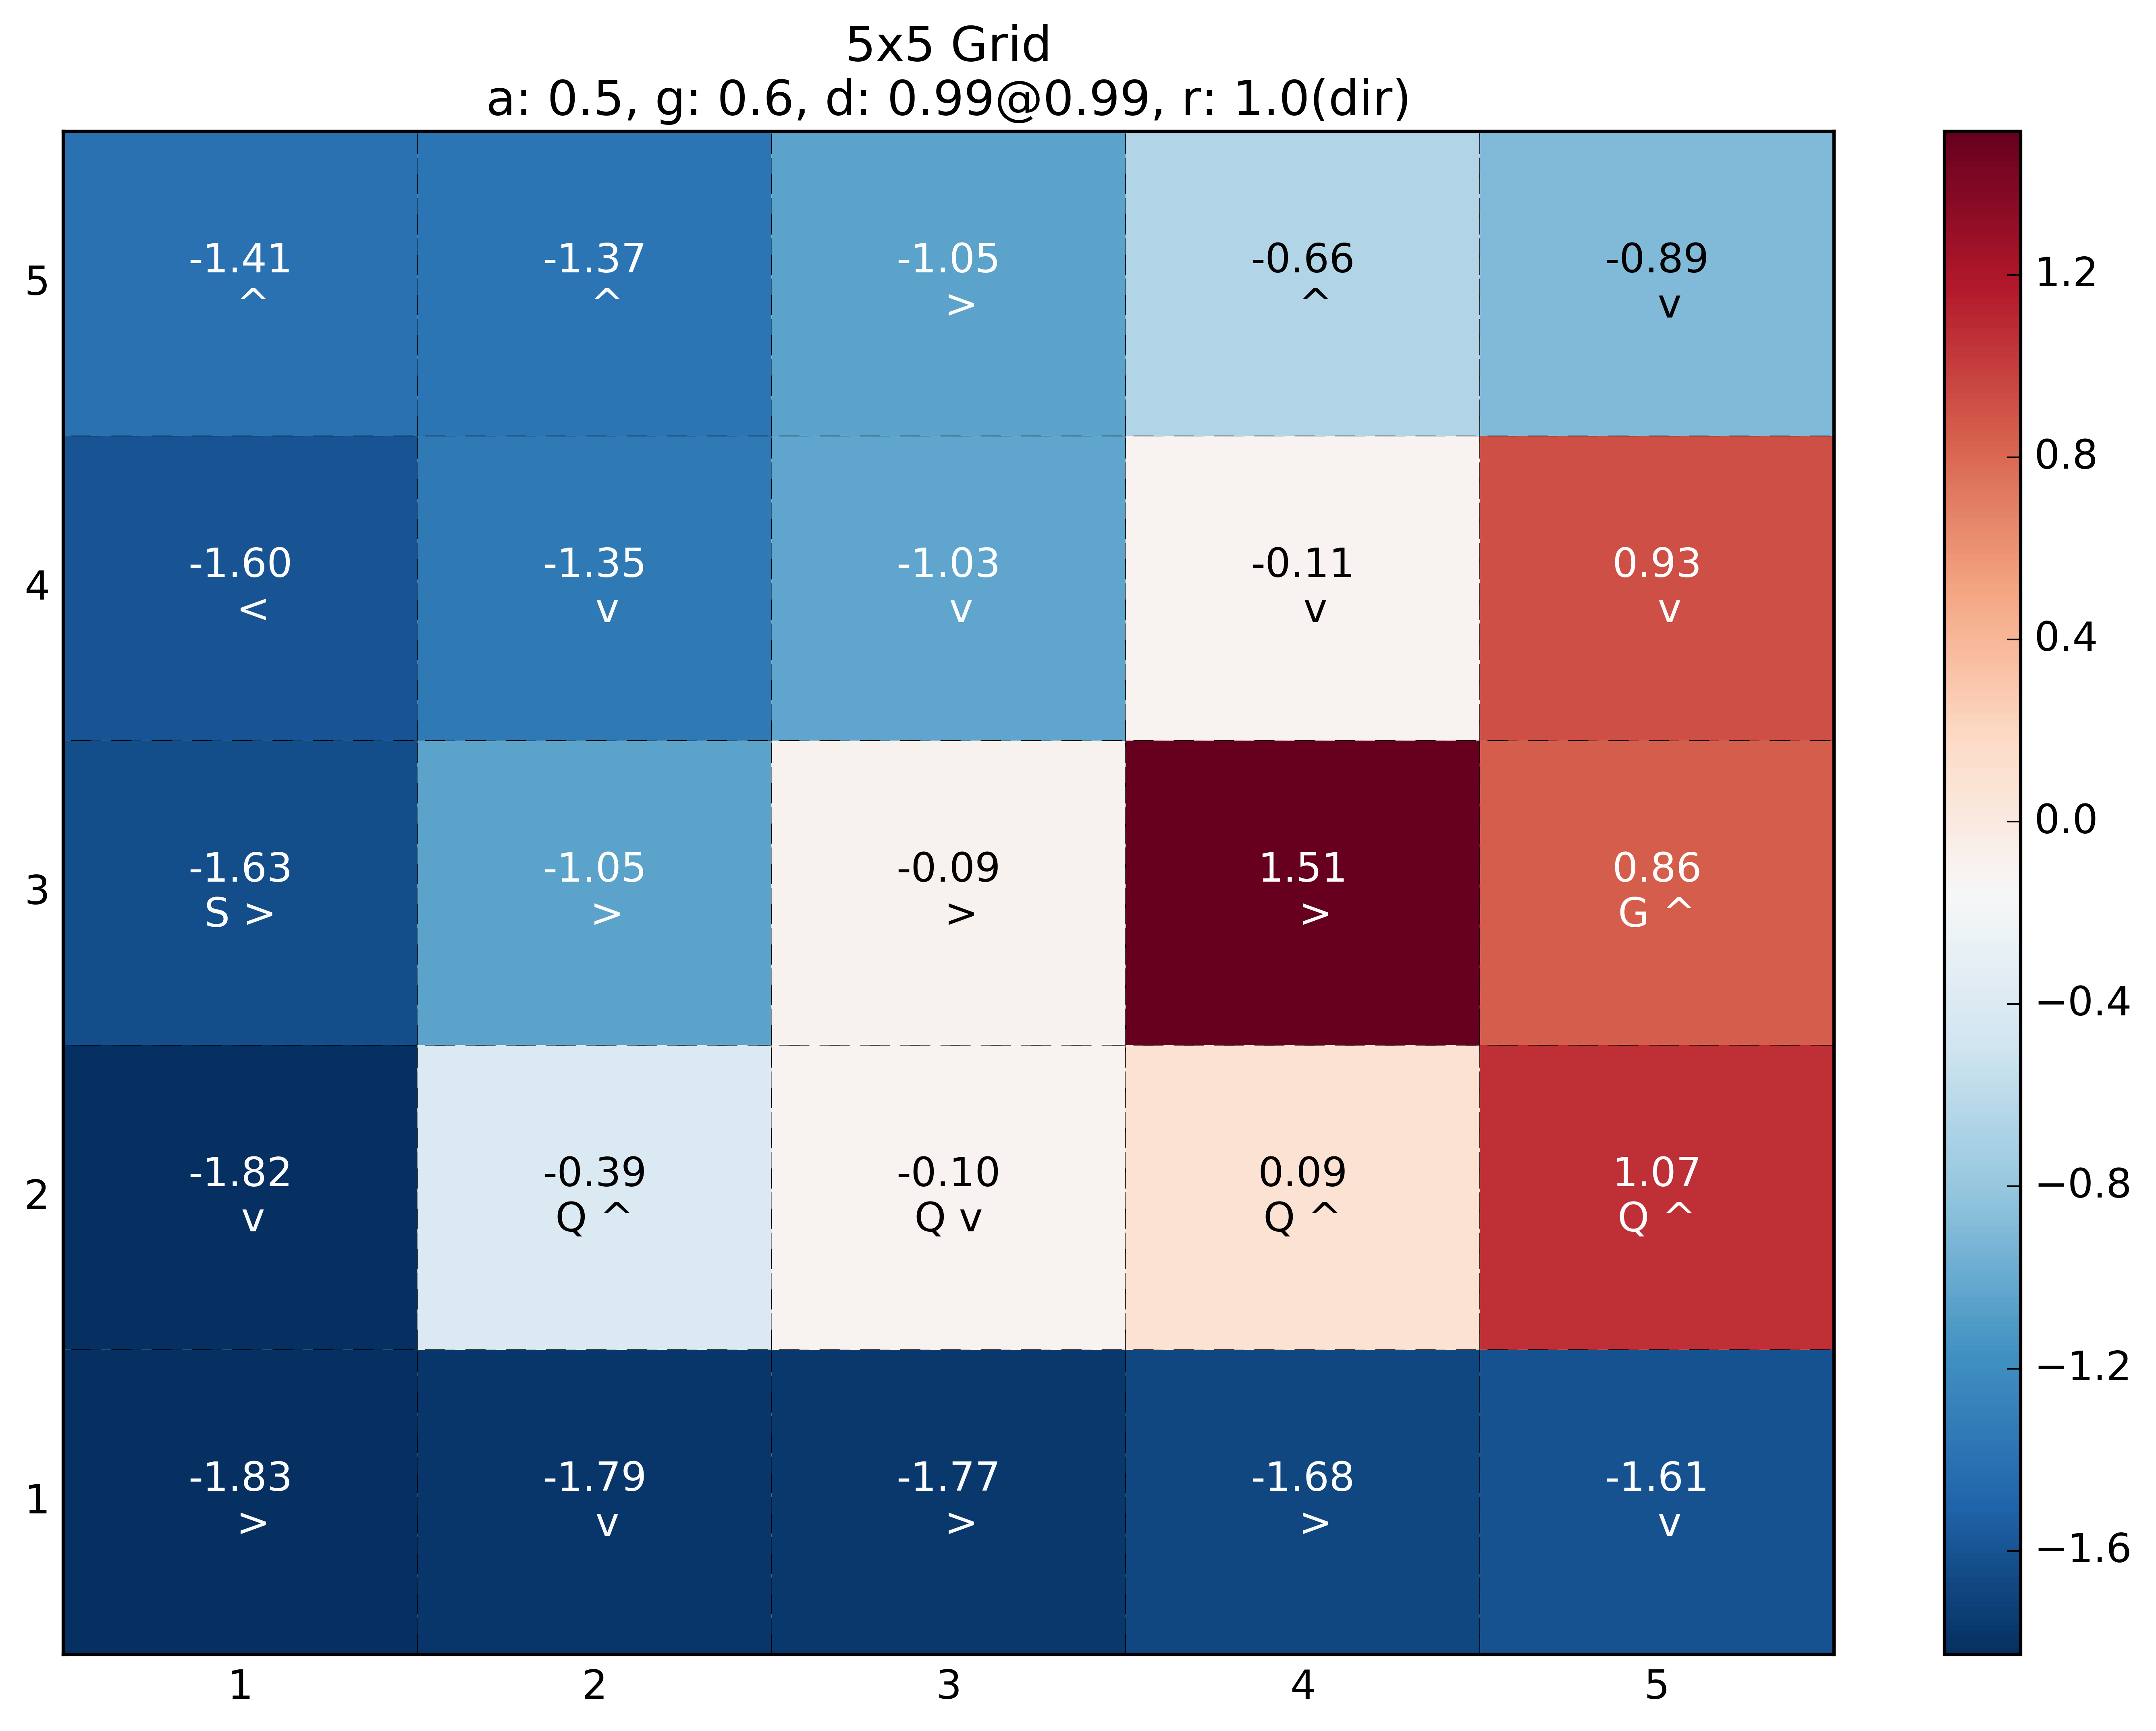 5x5 Grid
a: 0.5, g: 0.6, d: 0.99@0.99, r: 1.0(dir)
5
-1.41 -1.37 -1.05 -0.66 -0.89
^ ^ > ^ v
4
-1.60 -1.35 -1.03 -0.11 0.93
< v v v v
3
-1.63 -1.05 -0.09 1.51 0.86
S > > > > G ^
2
-1.82 -0.39 -0.10 0.09 1.07
v Q ^ Q v Q ^ Q ^
1
-1.83 -1.79 -1.77 -1.68 -1.61
> v > > v
1 2 3 4 5
1.2
0.8
0.4
0.0
−0.4
−0.8
−1.2
−1.6